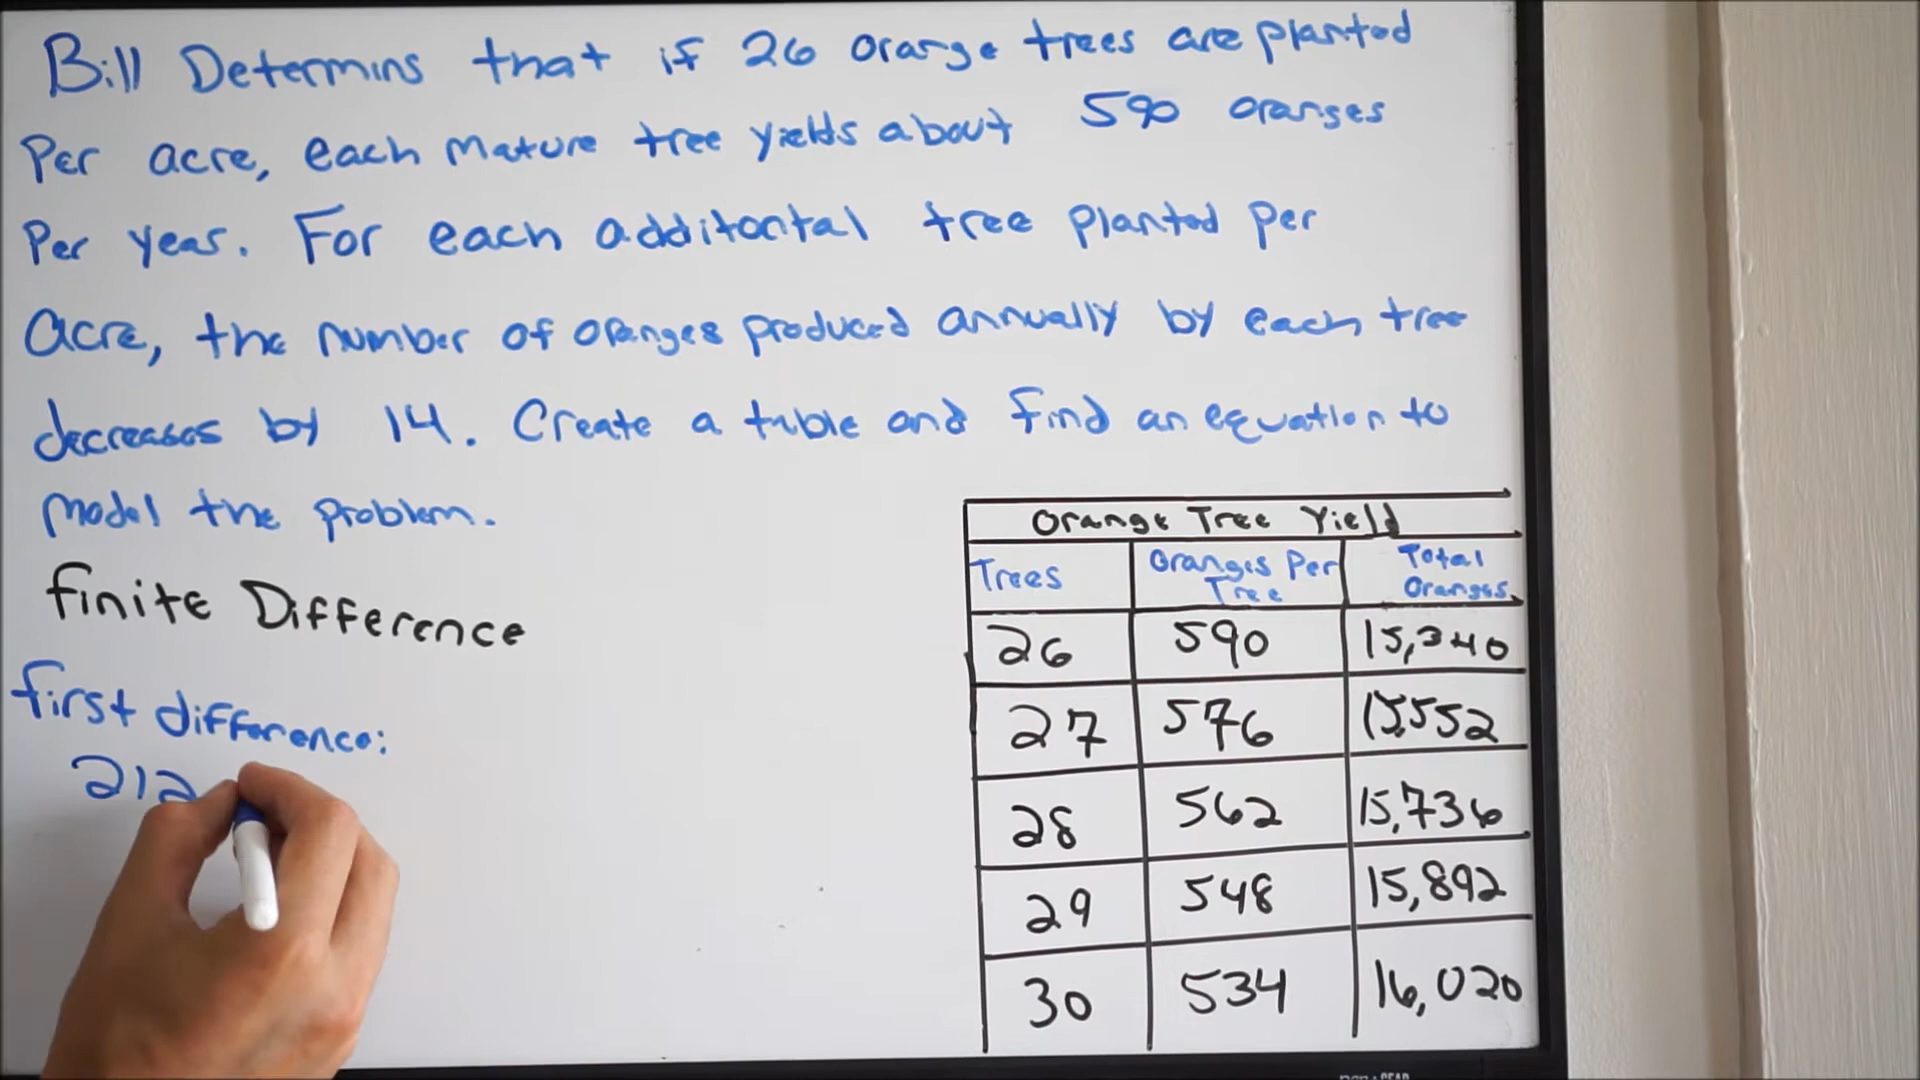 Bill Determins that if 26 orange trees are planted
Per acre, each mature tree yields about 590 oranges
Per year. For each additontal tree planted per
acre, the number of oranges produced annually by each tree
decreases by 14. Create a table and find an equation to
model the problem.
Finite Difference
first difference:
212
Orange Tree Yield
Trees Oranges Per Tree Total Oranges
26 590 15,340
27 576 15,552
28 562 15,736
29 548 15,892
30 534 16,020